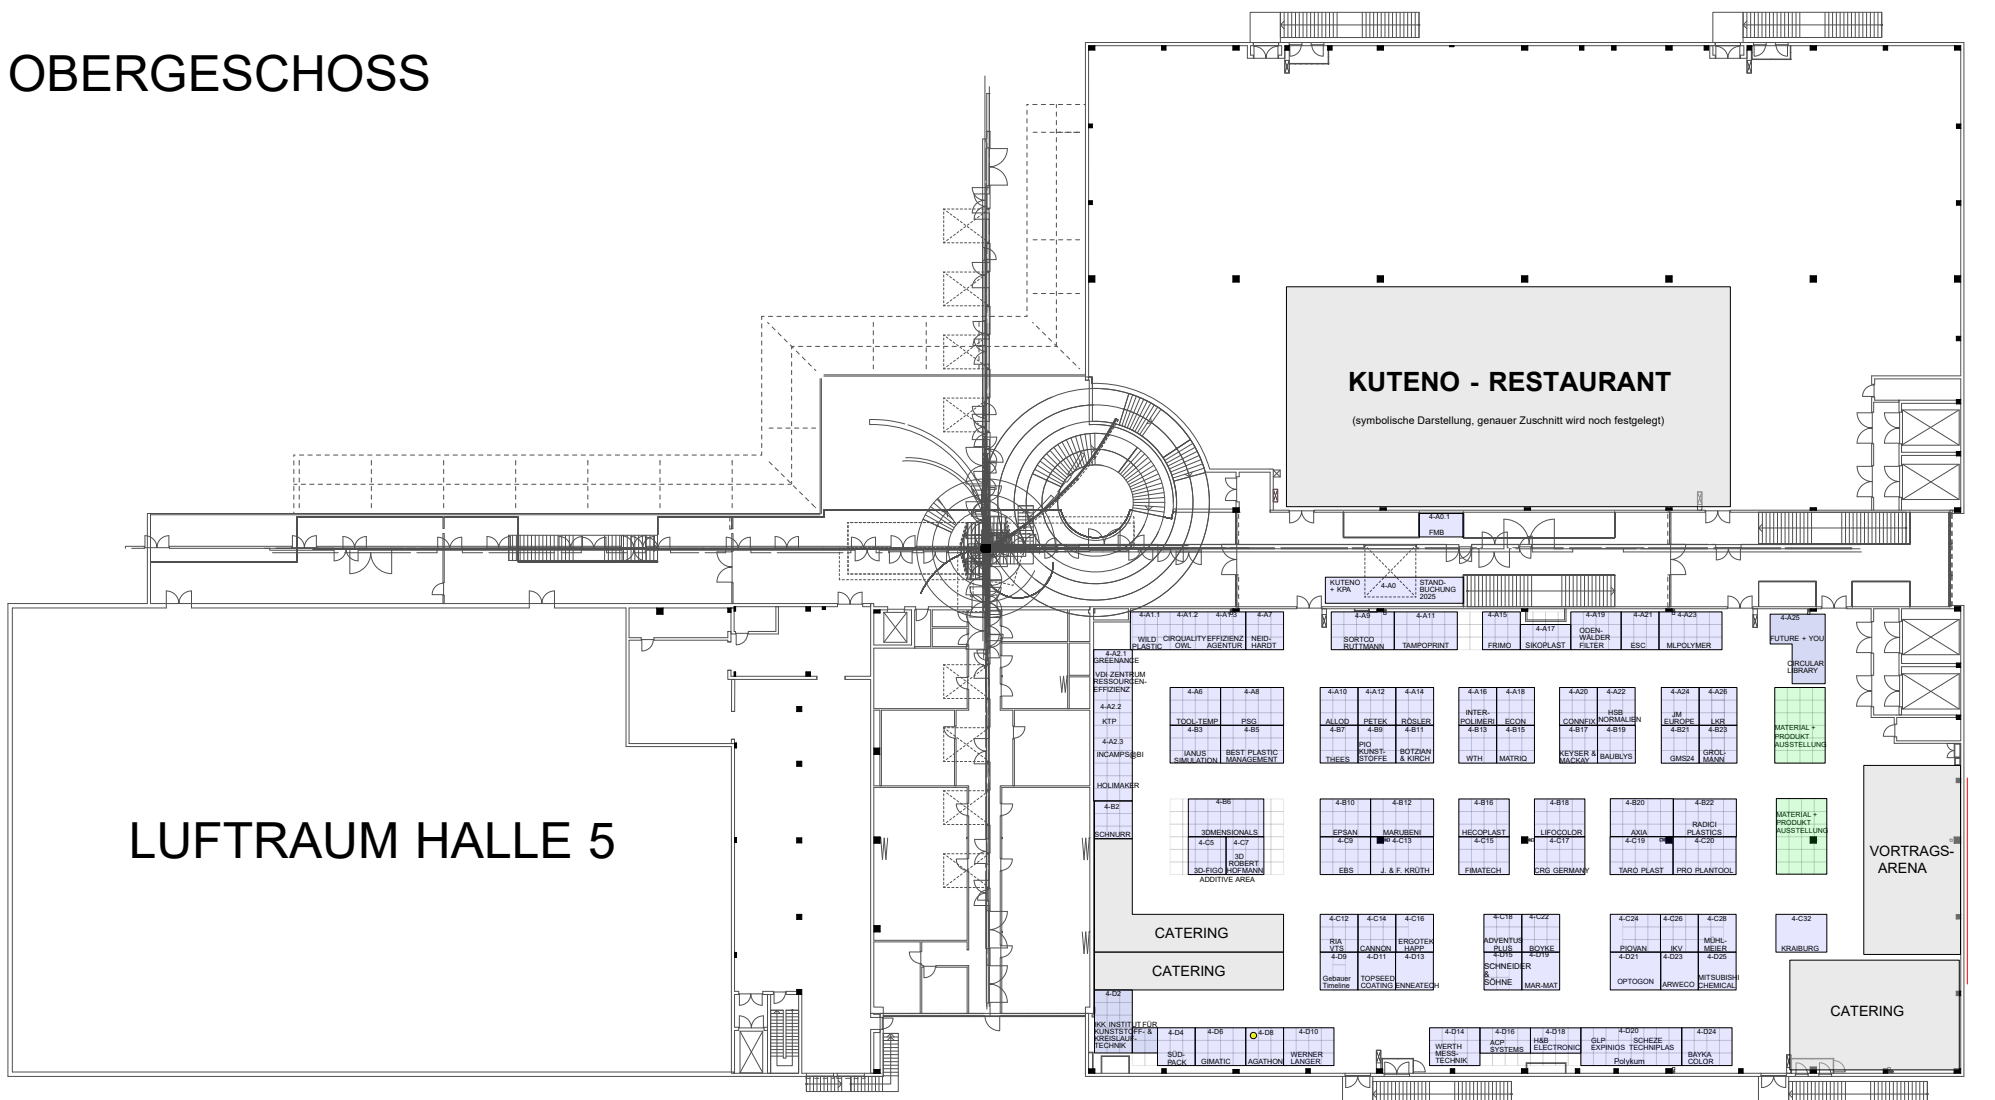 OBERGESCHOSS
KUTENO - RESTAURANT
(symbolische Darstellung, genauer Zuschnitt wird noch festgelegt)
4-A0.1
FMB
KUTENO
+ KPA
4-A0
STAND-
BUCHUNG
2025
4-A1.1
WILD
PLASTIC
4-A1.2
CIRQUALITY
OWL
4-A1.3
EFFIZIENZ
AGENTUR
4-A7
NEID-
HARDT
4-A9
SORTCO
RUTTMANN
4-A11
TAMPOPRINT
4-A15
FRIMO
4-A17
SIKOPLAST
4-A19
ODEN-
WÄLDER
FILTER
4-A21
ESC
4-A23
MLPOLYMER
4-A25
FUTURE + YOU
CIRCULAR
LIBRARY
4-A2.1
GREENANCE
VDI ZENTRUM
RESSOURCEN-
EFFIZIENZ
4-A2.2
KTP
4-A2.3
INCAMPS@BI
HOLIMAKER
4-B2
SCHNURR
4-A6
TOOL-TEMP
4-A8
PSG
4-B3
IANUS
SIMULATION
4-B5
BEST PLASTIC
MANAGEMENT
4-A10
ALLOD
4-A12
PETEK
4-A14
RÖSLER
4-B7
THEES
4-B9
PIO
KUNST-
STOFFE
4-B11
BOTZIAN
& KIRCH
4-A16
INTER-
POLIMERI
4-A18
ECON
4-B13
WTH
4-B15
MATRIQ
4-A20
CONNFIX
4-A22
HSB
NORMALIEN
4-B17
KEYSER &
MACKAY
4-B19
BAUBLYS
4-A24
JM
EUROPE
4-A26
LKR
4-B21
GMS24
4-B23
GROL-
MANN
MATERIAL +
PRODUKT
AUSSTELLUNG
4-B6
3DMENSIONALS
4-C5
3D-FIGO
4-C7
3D
ROBERT
HOFMANN
ADDITIVE AREA
4-B10
EPSAN
4-B12
MARUBENI
4-C9
EBS
4-C13
J. & F. KRÜTH
4-B16
HECOPLAST
4-C15
FIMATECH
4-B18
LIFOCOLOR
4-C17
CRG GERMANY
4-B20
AXIA
4-B22
RADICI
PLASTICS
4-C19
TARO PLAST
4-C20
PRO PLANTOOL
MATERIAL +
PRODUKT
AUSSTELLUNG
VORTRAGS-
ARENA
LUFTRAUM HALLE 5
CATERING
CATERING
4-C12
RIA
VTS
4-C14
CANNON
4-C16
ERGOTEK
HAPP
4-D9
Gebauer
Timeline
4-D11
TOPSEED
COATING
4-D13
ENNEATECH
4-C18
ADVENTUS
PLUS
4-C22
BOYKE
4-D15
SCHNEIDER
&
SÖHNE
4-D19
MAR-MAT
4-C24
PIOVAN
4-C26
IKV
4-C28
MÜHL-
MEIER
4-D21
OPTOGON
4-D23
ARWECO
4-D25
MITSUBISHI
CHEMICAL
4-C32
KRAIBURG
CATERING
4-D2
IKK INSTITUT FÜR
KUNSTSTOFF- &
KREISLAUF-
TECHNIK
4-D4
SÜD-
PACK
4-D6
GIMATIC
4-D8
AGATHON
4-D10
WERNER
LANGER
4-D14
WERTH
MESS-
TECHNIK
4-D16
ACP
SYSTEMS
4-D18
H&B
ELECTRONIC
4-D20
GLP
EXPINIOS
SCHEZE
TECHNIPLAS
Polykum
4-D24
BAYKA
COLOR